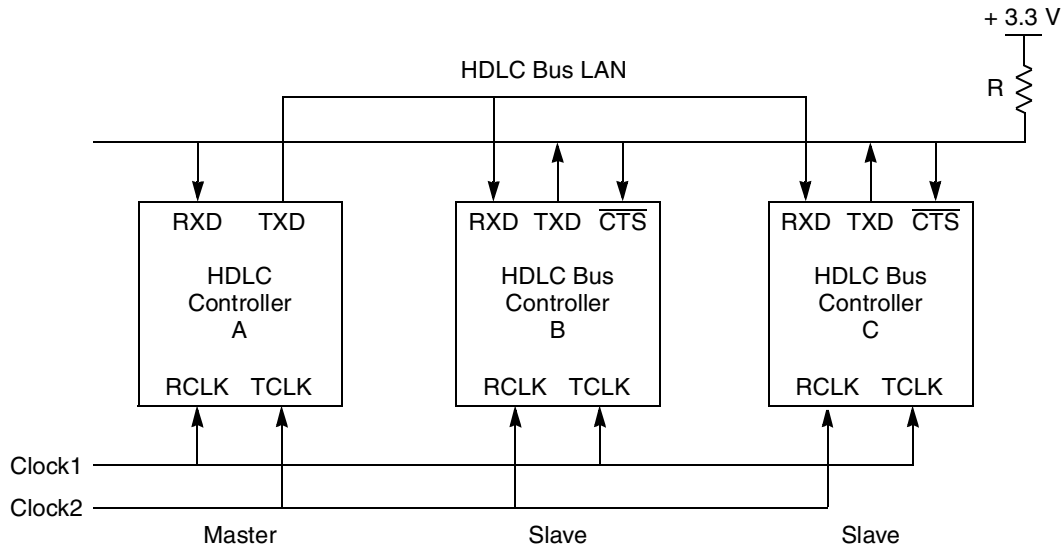 + 3.3 V
HDLC Bus LAN
R
RXD TXD
RXD TXD CTS
RXD TXD CTS
HDLC
Controller
A
HDLC Bus
Controller
B
HDLC Bus
Controller
C
RCLK TCLK
RCLK TCLK
RCLK TCLK
Clock1
Clock2
Master
Slave
Slave